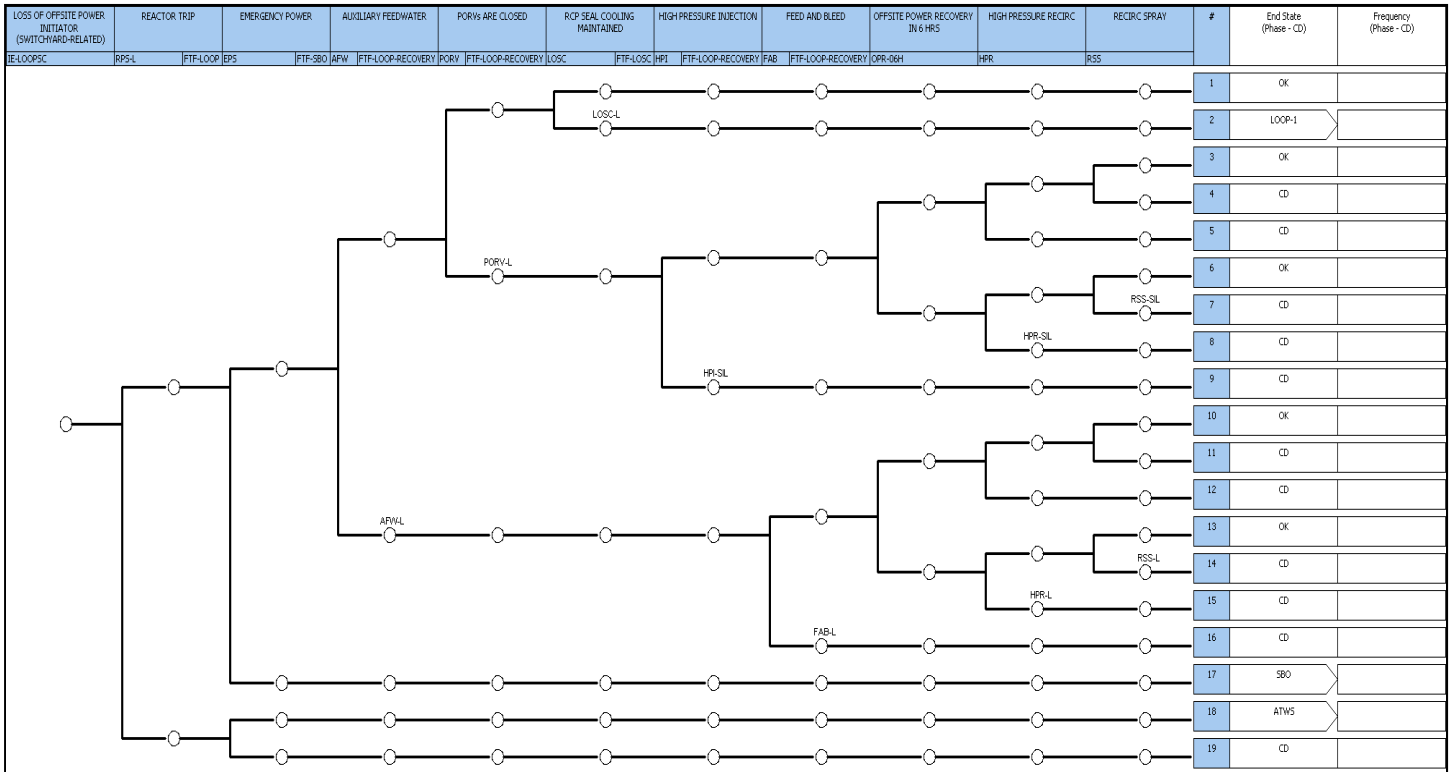 LOSS OF OFFSITE POWER
INITIATOR
(SWITCHYARD-RELATED)
REACTOR TRIP
EMERGENCY POWER
AUXILIARY FEEDWATER
PORVs ARE CLOSED
RCP SEAL COOLING
MAINTAINED
HIGH PRESSURE INJECTION
FEED AND BLEED
OFFSITE POWER RECOVERY
IN 6 HRS
HIGH PRESSURE RECIRC
RECIRC SPRAY
#
End State
(Phase - CD)
Frequency
(Phase - CD)
IE-LOOPSC
RPS-L
FTF-LOOP
EPS
FTF-SBO
AFW
FTF-LOOP-RECOVERY
PORV
FTF-LOOP-RECOVERY
LOSC
FTF-LOSC
HPI
FTF-LOOP-RECOVERY
FAB
FTF-LOOP-RECOVERY
OPR-06H
HPR
RSS
1 OK
LOSC-L
2 LOOP-1
3 OK
4 CD
5 CD
PORV-L
6 OK
RSS-SIL
7 CD
HPR-SIL
8 CD
HPI-SIL
9 CD
10 OK
11 CD
12 CD
AFW-L
13 OK
RSS-L
14 CD
HPR-L
15 CD
FAB-L
16 CD
17 SBO
18 ATWS
19 CD